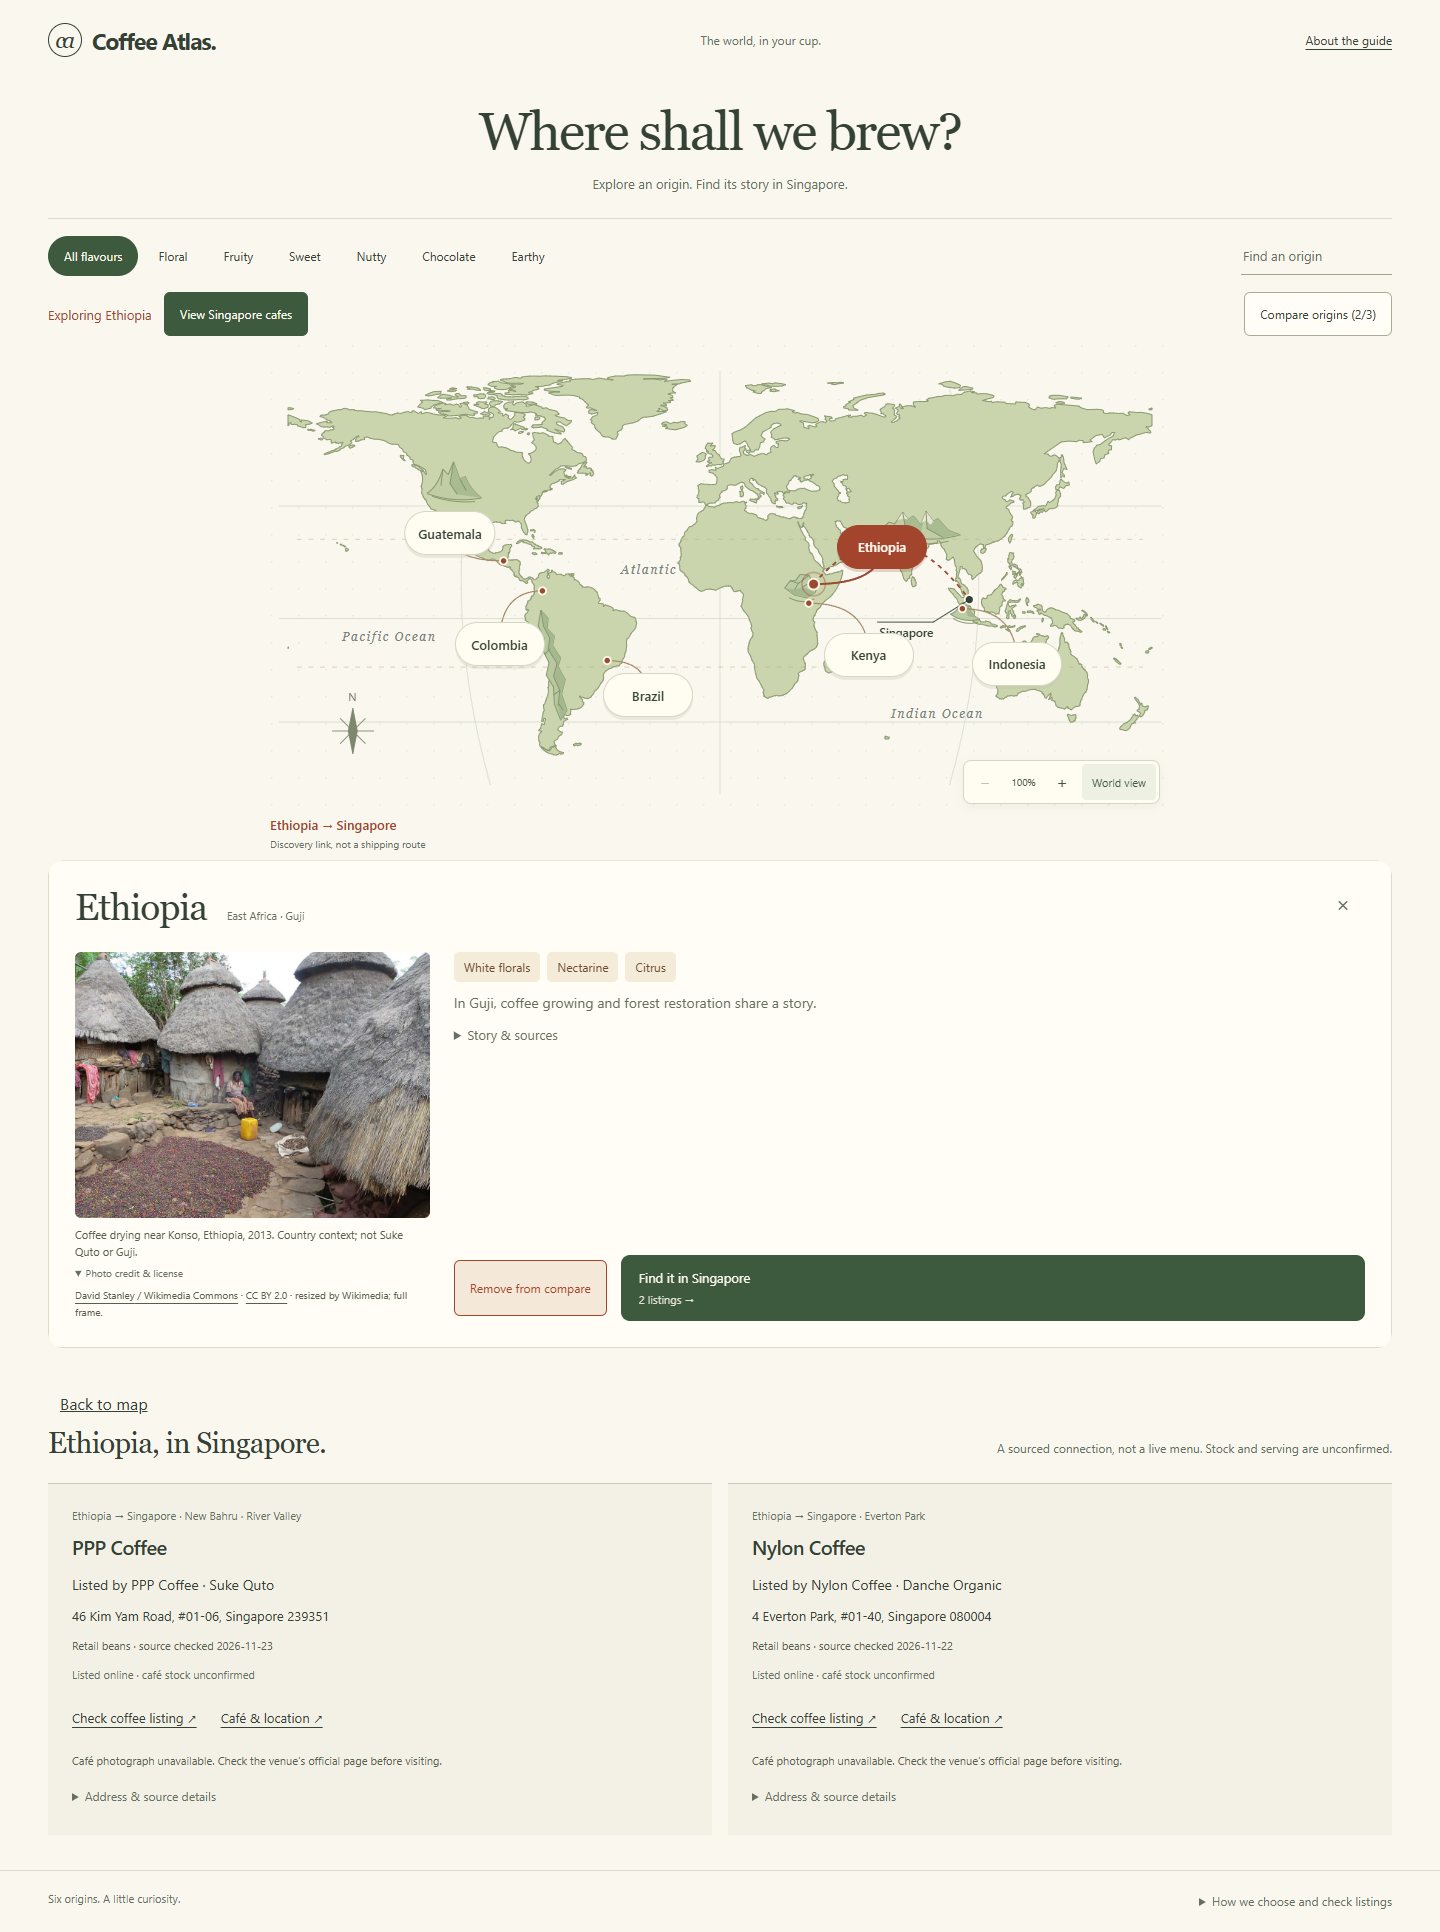 ca Coffee Atlas.
The world, in your cup.
About the guide
Where shall we brew?
Explore an origin. Find its story in Singapore.
All flavours
Floral
Fruity
Sweet
Nutty
Chocolate
Earthy
Find an origin
Exploring Ethiopia
View Singapore cafes
Compare origins (2/3)
Guatemala
Ethiopia
Atlantic
Singapore
Pacific Ocean
Colombia
Kenya
Indonesia
Brazil
N
Indian Ocean
− 100% + World view
Ethiopia → Singapore
Discovery link, not a shipping route
Ethiopia
East Africa · Guji
×
White florals
Nectarine
Citrus
In Guji, coffee growing and forest restoration share a story.
▶ Story & sources
Coffee drying near Konso, Ethiopia, 2013. Country context; not Suke
Quto or Guji.
▼ Photo credit & license
David Stanley / Wikimedia Commons · CC BY 2.0 · resized by Wikimedia; full
frame.
Remove from compare
Find it in Singapore
2 listings →
Back to map
Ethiopia, in Singapore.
A sourced connection, not a live menu. Stock and serving are unconfirmed.
Ethiopia → Singapore · New Bahru · River Valley
PPP Coffee
Listed by PPP Coffee · Suke Quto
46 Kim Yam Road, #01-06, Singapore 239351
Retail beans · source checked 2026-11-23
Listed online · café stock unconfirmed
Check coffee listing ↗
Café & location ↗
Café photograph unavailable. Check the venue's official page before visiting.
▶ Address & source details
Ethiopia → Singapore · Everton Park
Nylon Coffee
Listed by Nylon Coffee · Danche Organic
4 Everton Park, #01-40, Singapore 080004
Retail beans · source checked 2026-11-22
Listed online · café stock unconfirmed
Check coffee listing ↗
Café & location ↗
Café photograph unavailable. Check the venue's official page before visiting.
▶ Address & source details
Six origins. A little curiosity.
▶ How we choose and check listings